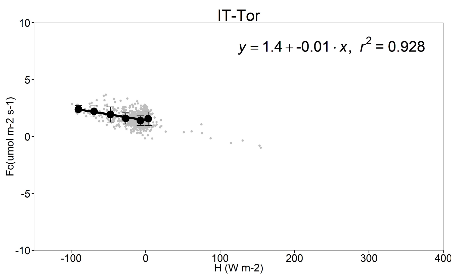 IT-Tor
y = 1.4 + -0.01 · x, r² = 0.928
Fc(umol m-2 s-1)
10
5
0
-5
-10
-100 0 100 200 300 400
H (W m-2)